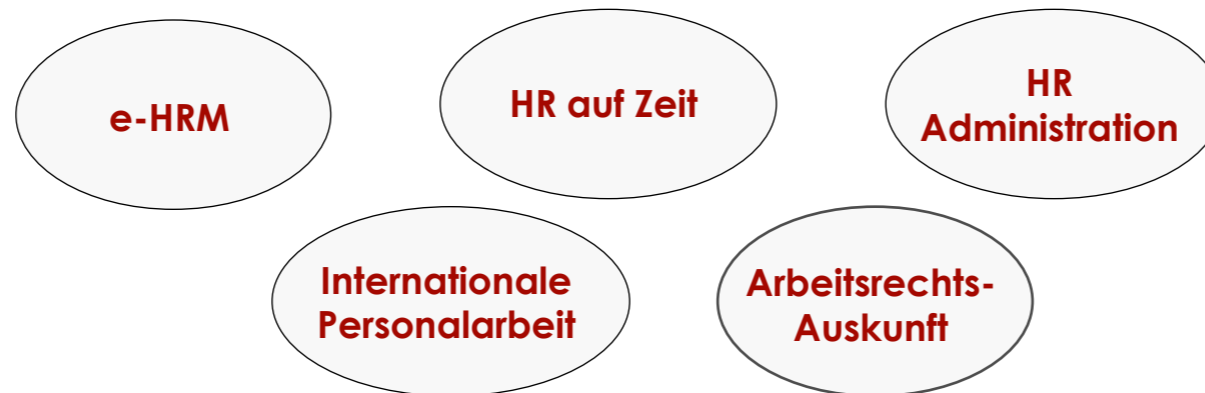 e-HRM
HR auf Zeit
HR
Administration
Internationale
Personalarbeit
Arbeitsrechts-
Auskunft